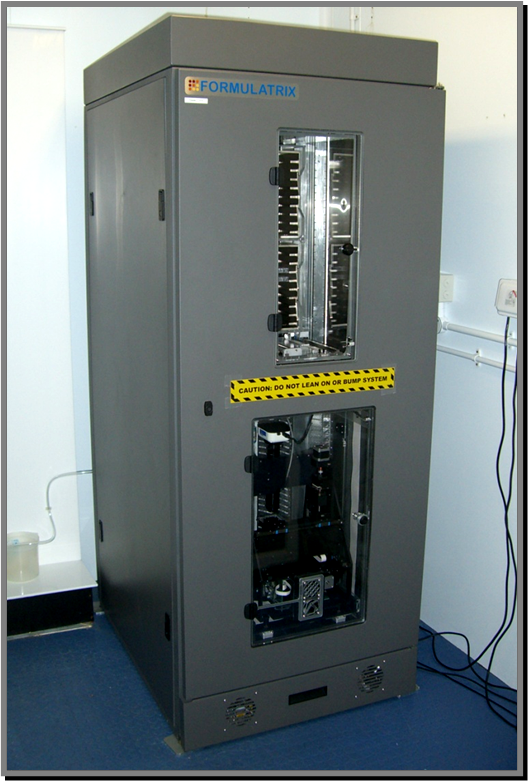 FORMULATRIX
CAUTION: DO NOT LEAN ON OR BUMP SYSTEM